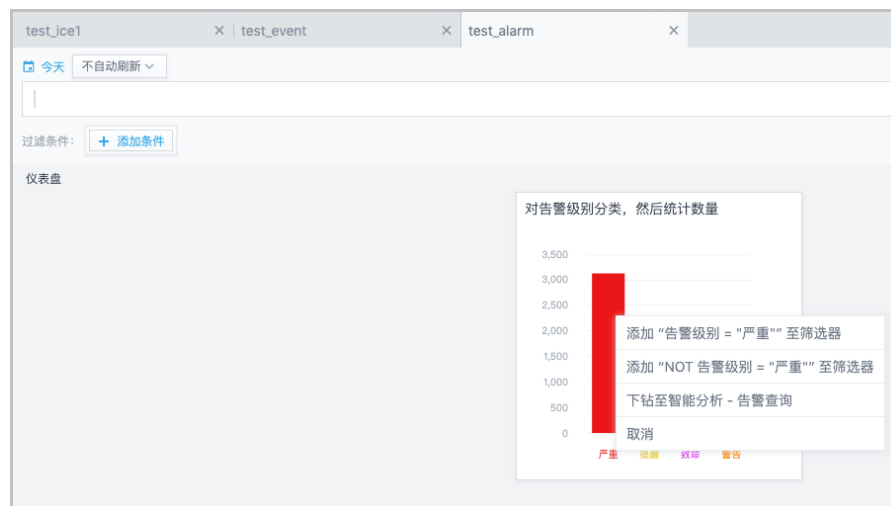 test_ice1 × test_event × test_alarm ×
今天 不自动刷新
过滤条件： + 添加条件
仪表盘
对告警级别分类，然后统计数量
3,500
3,000
2,500
2,000
1,500
1,000
500
0
添加 “告警级别 = "严重"” 至筛选器
添加 “NOT 告警级别 = "严重"” 至筛选器
下钻至智能分析 - 告警查询
取消
严重 提醒 致命 警告